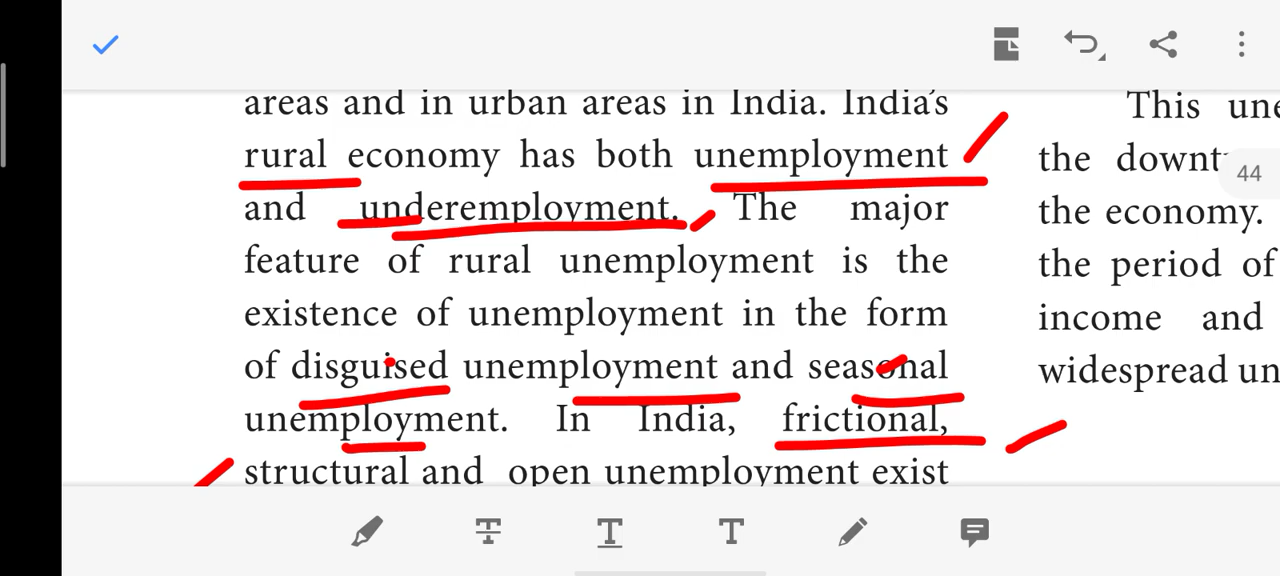 areas and in urban areas in India. India's
rural economy has both unemployment
and underemployment. The major
feature of rural unemployment is the
existence of unemployment in the form
of disguised unemployment and seasonal
unemployment. In India, frictional,
structural and open unemployment exist
This
the
the economy.
the period of
income and
widespread
44
T
T
T